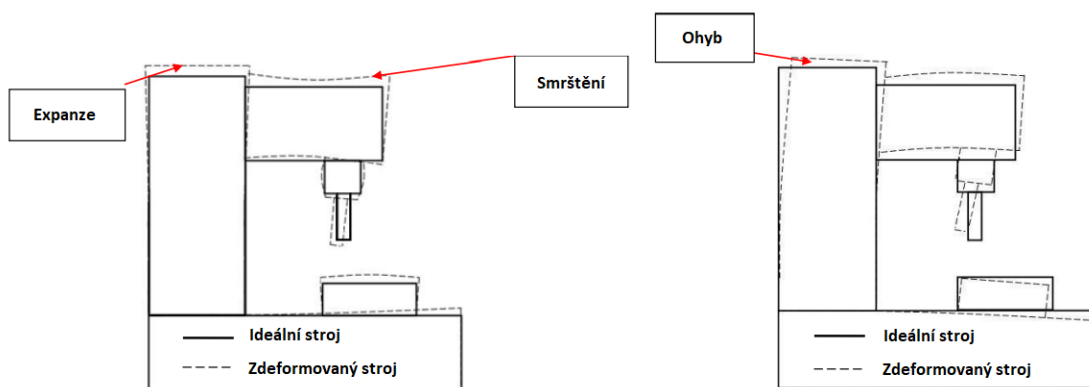 Expanze
Smrštění
Ideální stroj
Zdeformovaný stroj
Ohyb
Ideální stroj
Zdeformovaný stroj